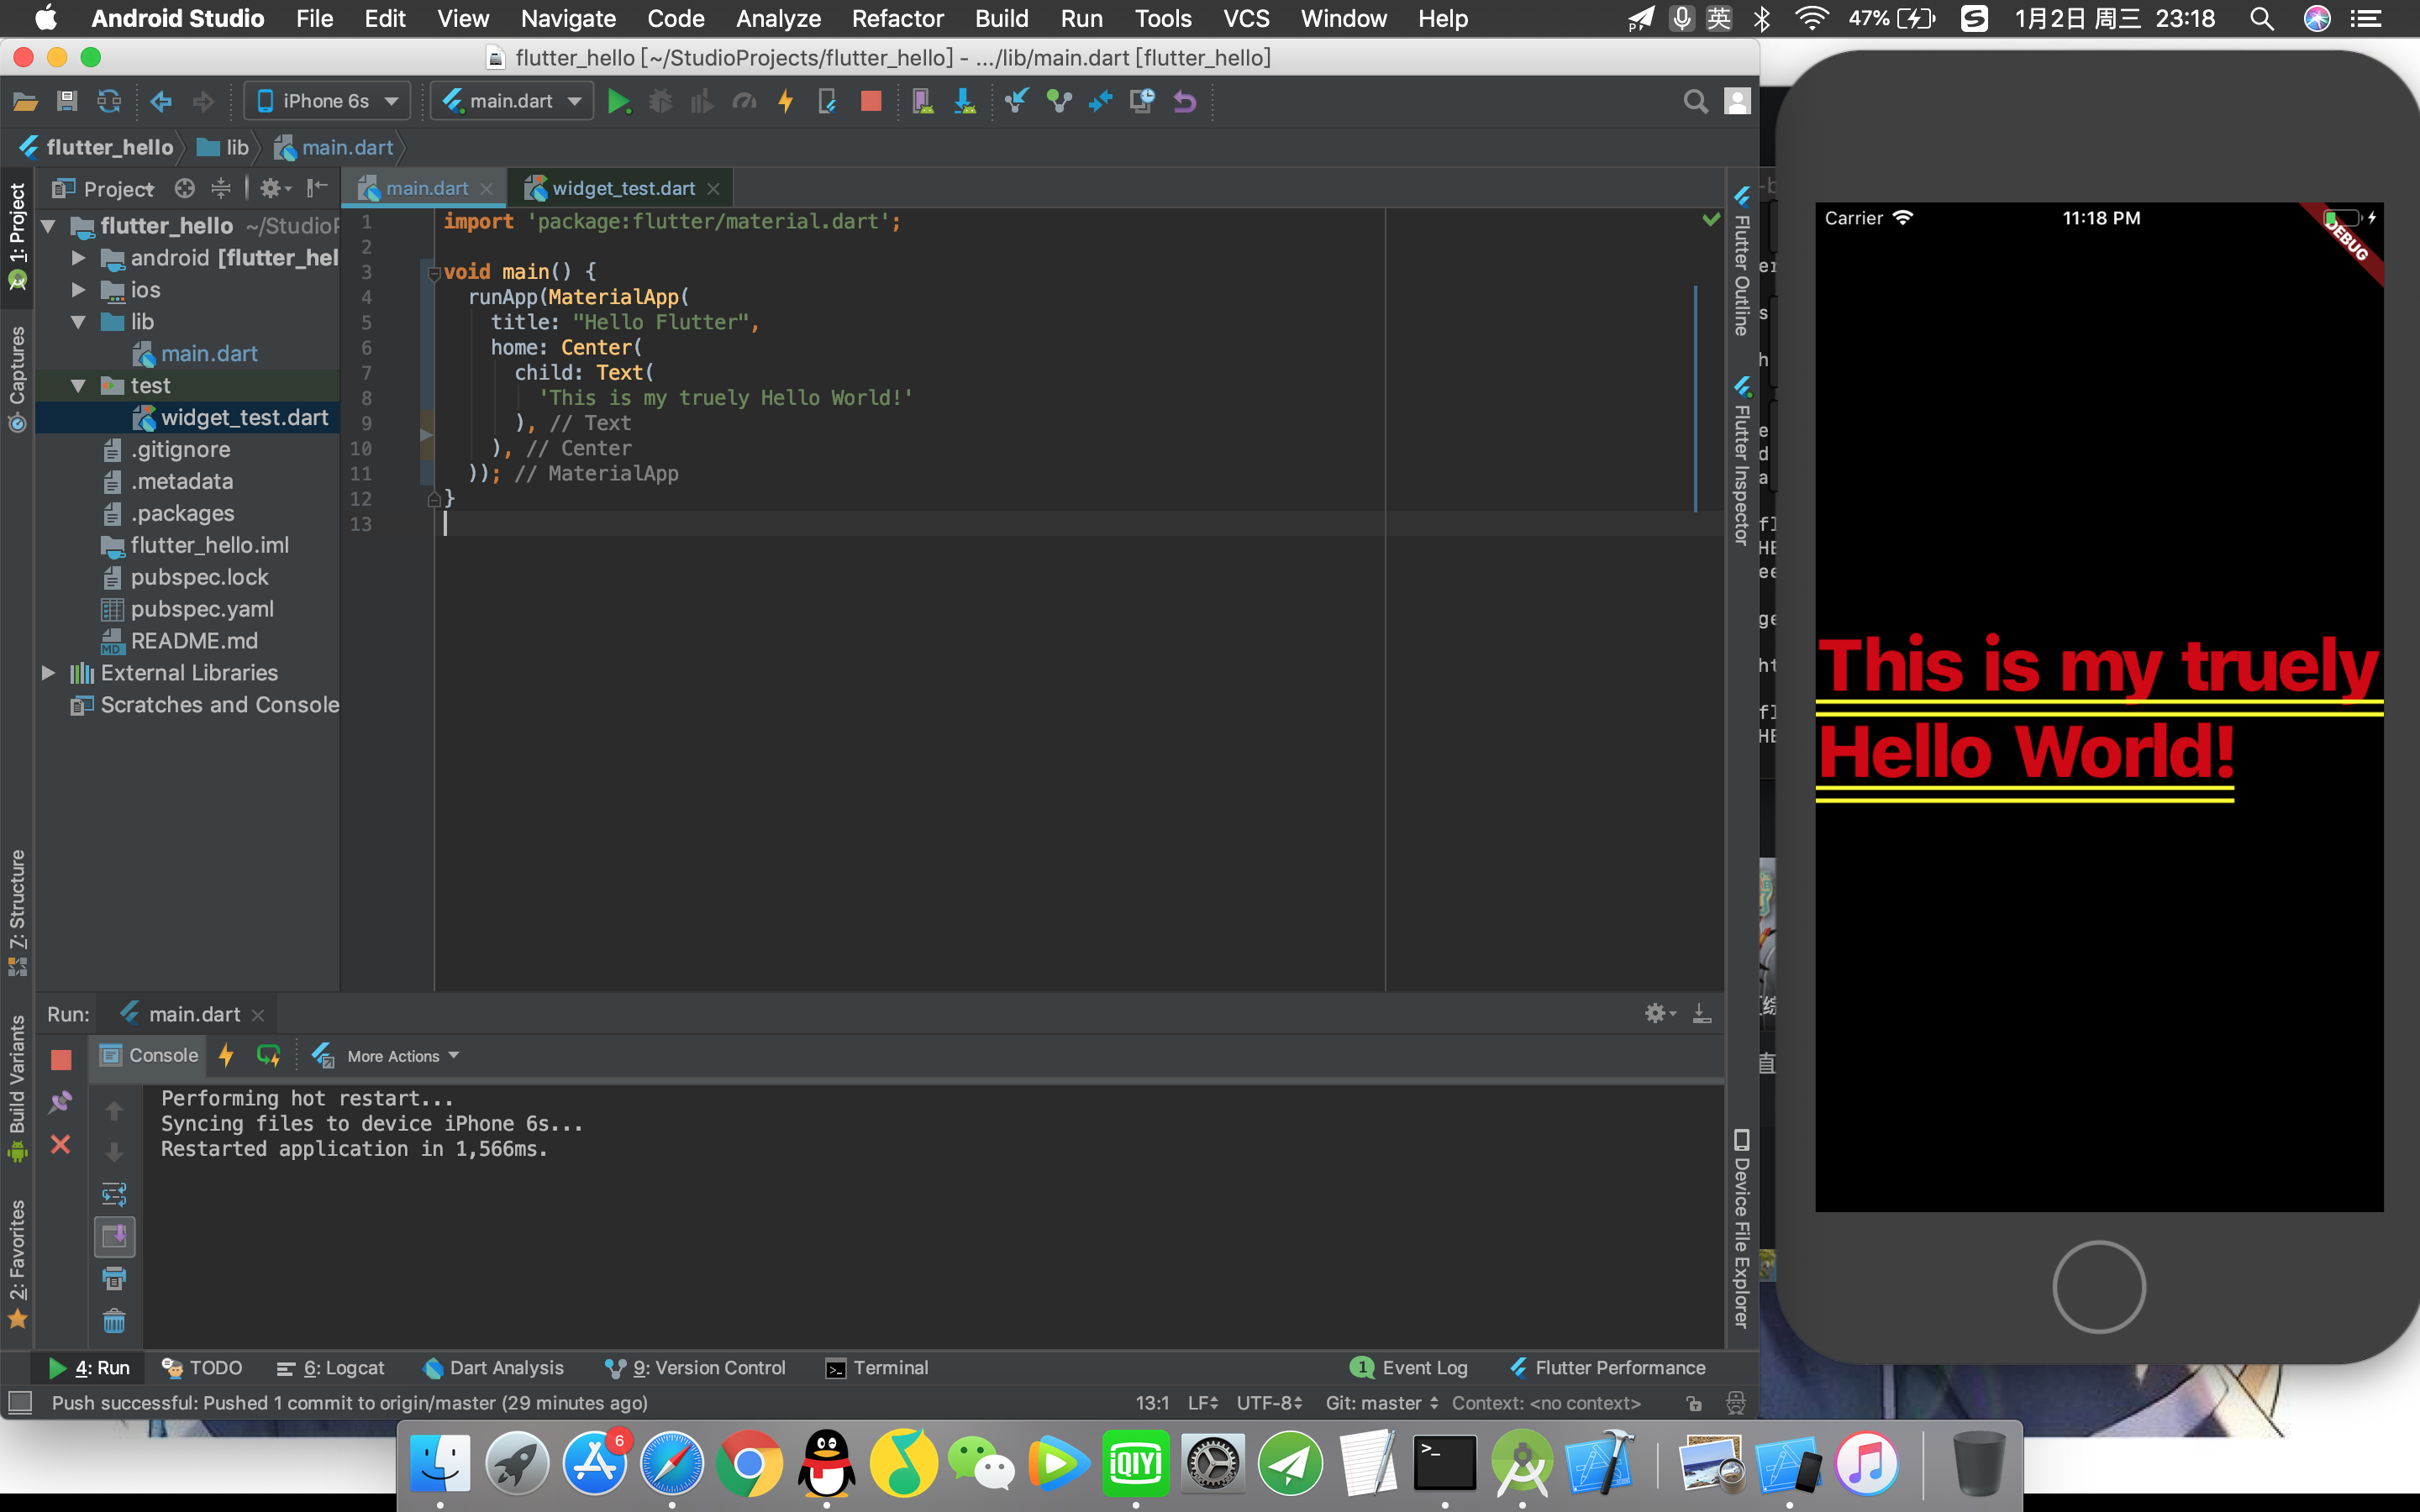 Android Studio File Edit View Navigate Code Analyze Refactor Build Run Tools VCS Window Help 英 47% 1月2日 周三 23:18
flutter_hello [~/StudioProjects/flutter_hello] - .../lib/main.dart [flutter_hello]
iPhone 6s main.dart
flutter_hello lib main.dart
1: Project
Captures
7: Structure
Build Variants
2: Favorites
Project
flutter_hello ~/StudioP
android [flutter_hel
ios
lib
main.dart
test
widget_test.dart
.gitignore
.metadata
.packages
flutter_hello.iml
pubspec.lock
pubspec.yaml
README.md
External Libraries
Scratches and Console
main.dart widget_test.dart
1 import 'package:flutter/material.dart';
2
3 void main() {
4 runApp(MaterialApp(
5 title: "Hello Flutter",
6 home: Center(
7 child: Text(
8 'This is my truely Hello World!'
9 ), // Text
10 ), // Center
11 )); // MaterialApp
12 }
13
Flutter Outline
Flutter Inspector
Device File Explorer
Run: main.dart
Console More Actions
Performing hot restart...
Syncing files to device iPhone 6s...
Restarted application in 1,566ms.
4: Run TODO 6: Logcat Dart Analysis 9: Version Control Terminal 1 Event Log Flutter Performance
Push successful: Pushed 1 commit to origin/master (29 minutes ago) 13:1 LF UTF-8 Git: master Context: <no context>
Carrier 11:18 PM
DEBUG
This is my truely
Hello World!
6
iQIYI